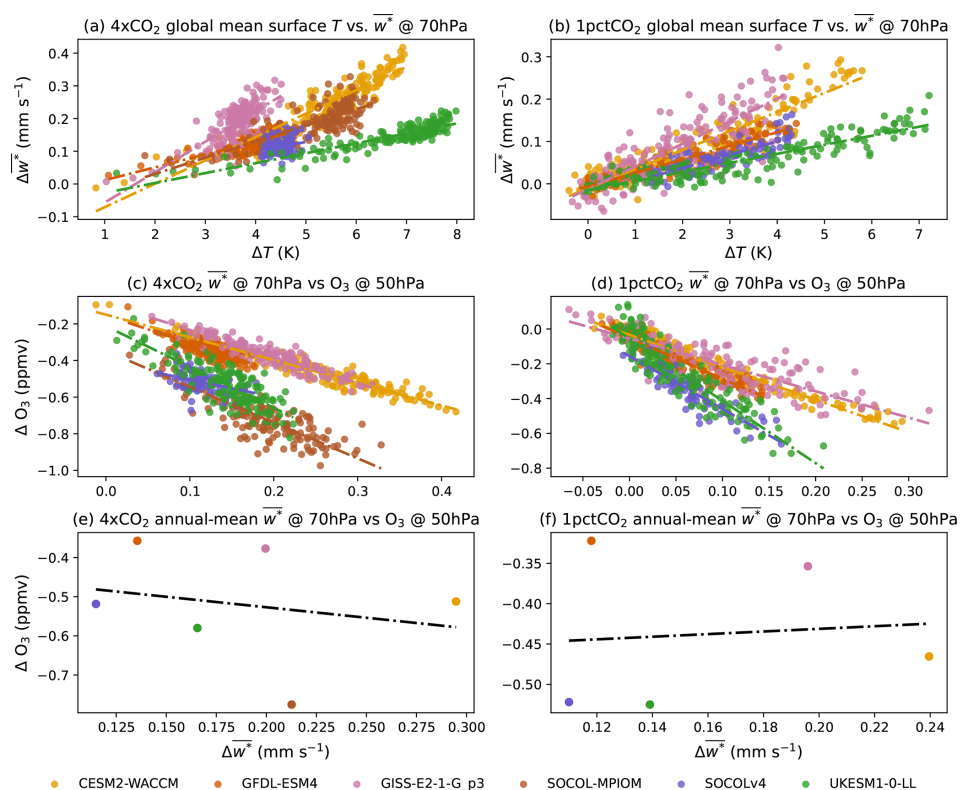 (a) 4xCO₂ global mean surface T vs. w̅*̅ @ 70hPa
(b) 1pctCO₂ global mean surface T vs. w̅*̅ @ 70hPa
Δw̅*̅ (mm s⁻¹)
0.4
0.3
0.2
0.1
0.0
−0.1
1 2 3 4 5 6 7 8
ΔT (K)
Δw̅*̅ (mm s⁻¹)
0.3
0.2
0.1
0.0
0 1 2 3 4 5 6 7
ΔT (K)
(c) 4xCO₂ w̅*̅ @ 70hPa vs O₃ @ 50hPa
(d) 1pctCO₂ w̅*̅ @ 70hPa vs O₃ @ 50hPa
Δ O₃ (ppmv)
−0.2
−0.4
−0.6
−0.8
−1.0
0.0 0.1 0.2 0.3 0.4
0.0
−0.2
−0.4
−0.6
−0.8
−0.05 0.00 0.05 0.10 0.15 0.20 0.25 0.30
(e) 4xCO₂ annual-mean w̅*̅ @ 70hPa vs O₃ @ 50hPa
(f) 1pctCO₂ annual-mean w̅*̅ @ 70hPa vs O₃ @ 50hPa
Δ O₃ (ppmv)
−0.4
−0.5
−0.6
−0.7
0.125 0.150 0.175 0.200 0.225 0.250 0.275 0.300
Δw̅*̅ (mm s⁻¹)
−0.35
−0.40
−0.45
−0.50
0.12 0.14 0.16 0.18 0.20 0.22 0.24
Δw̅*̅ (mm s⁻¹)
CESM2-WACCM GFDL-ESM4 GISS-E2-1-G_p3 SOCOL-MPIOM SOCOLv4 UKESM1-0-LL